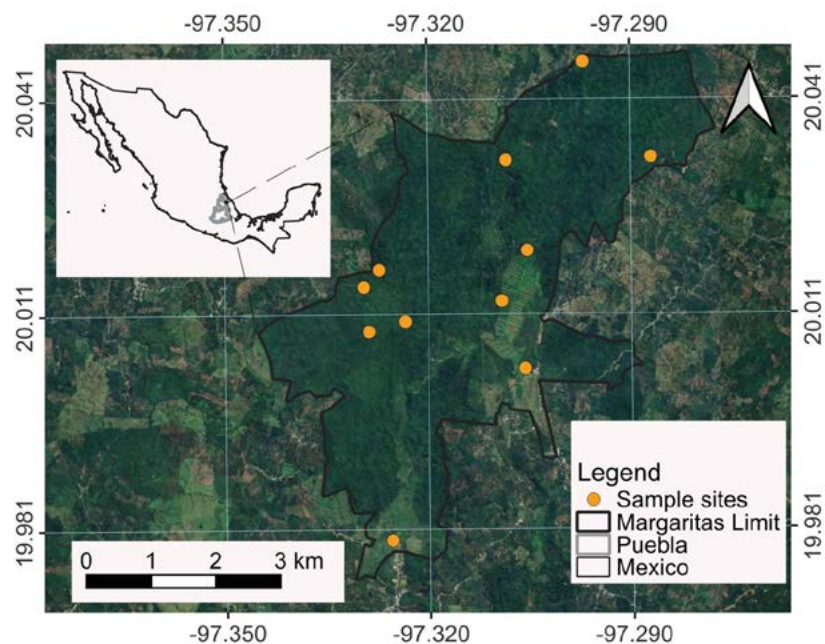 -97.350 -97.320 -97.290
20.041 20.041
20.011 20.011
19.981 19.981
Legend
Sample sites
Margaritas Limit
Puebla
Mexico
0 1 2 3 km
-97.350 -97.320 -97.290